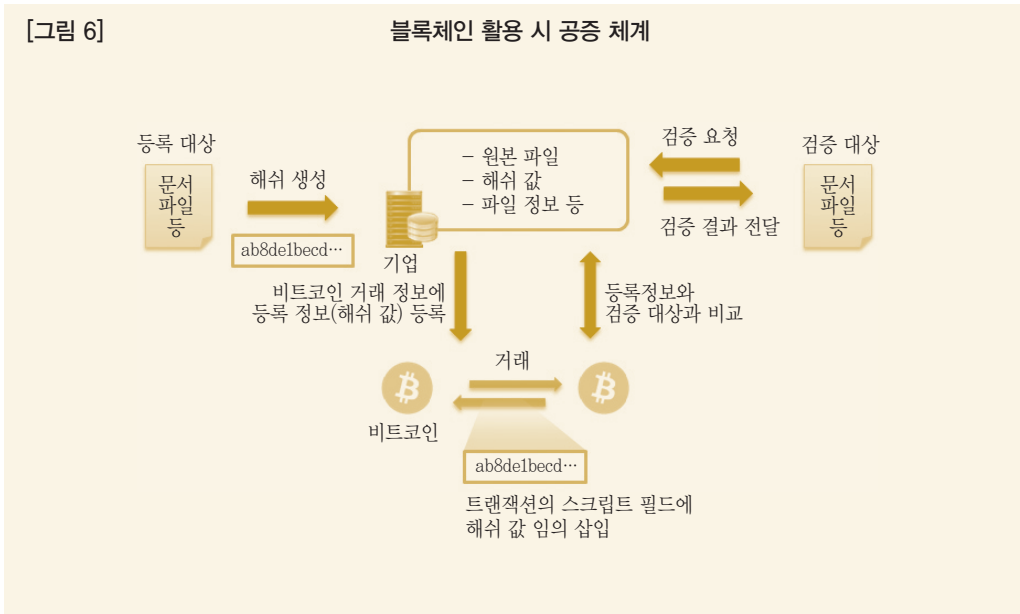 [그림 6]
블록체인 활용 시 공증 체계
등록 대상
문서
파일
등
해쉬 생성
ab8de1becd…
– 원본 파일
– 해쉬 값
– 파일 정보 등
기업
검증 요청
검증 결과 전달
검증 대상
문서
파일
등
비트코인 거래 정보에
등록 정보(해쉬 값) 등록
등록정보와
검증 대상과 비교
거래
비트코인
ab8de1becd…
트랜잭션의 스크립트 필드에
해쉬 값 임의 삽입